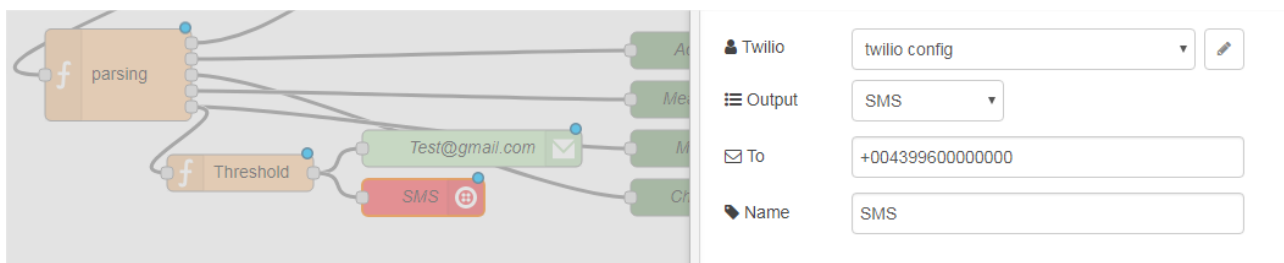 parsing
Threshold
Test@gmail.com
SMS
Twilio
twilio config
Output
SMS
To
+004399600000000
Name
SMS